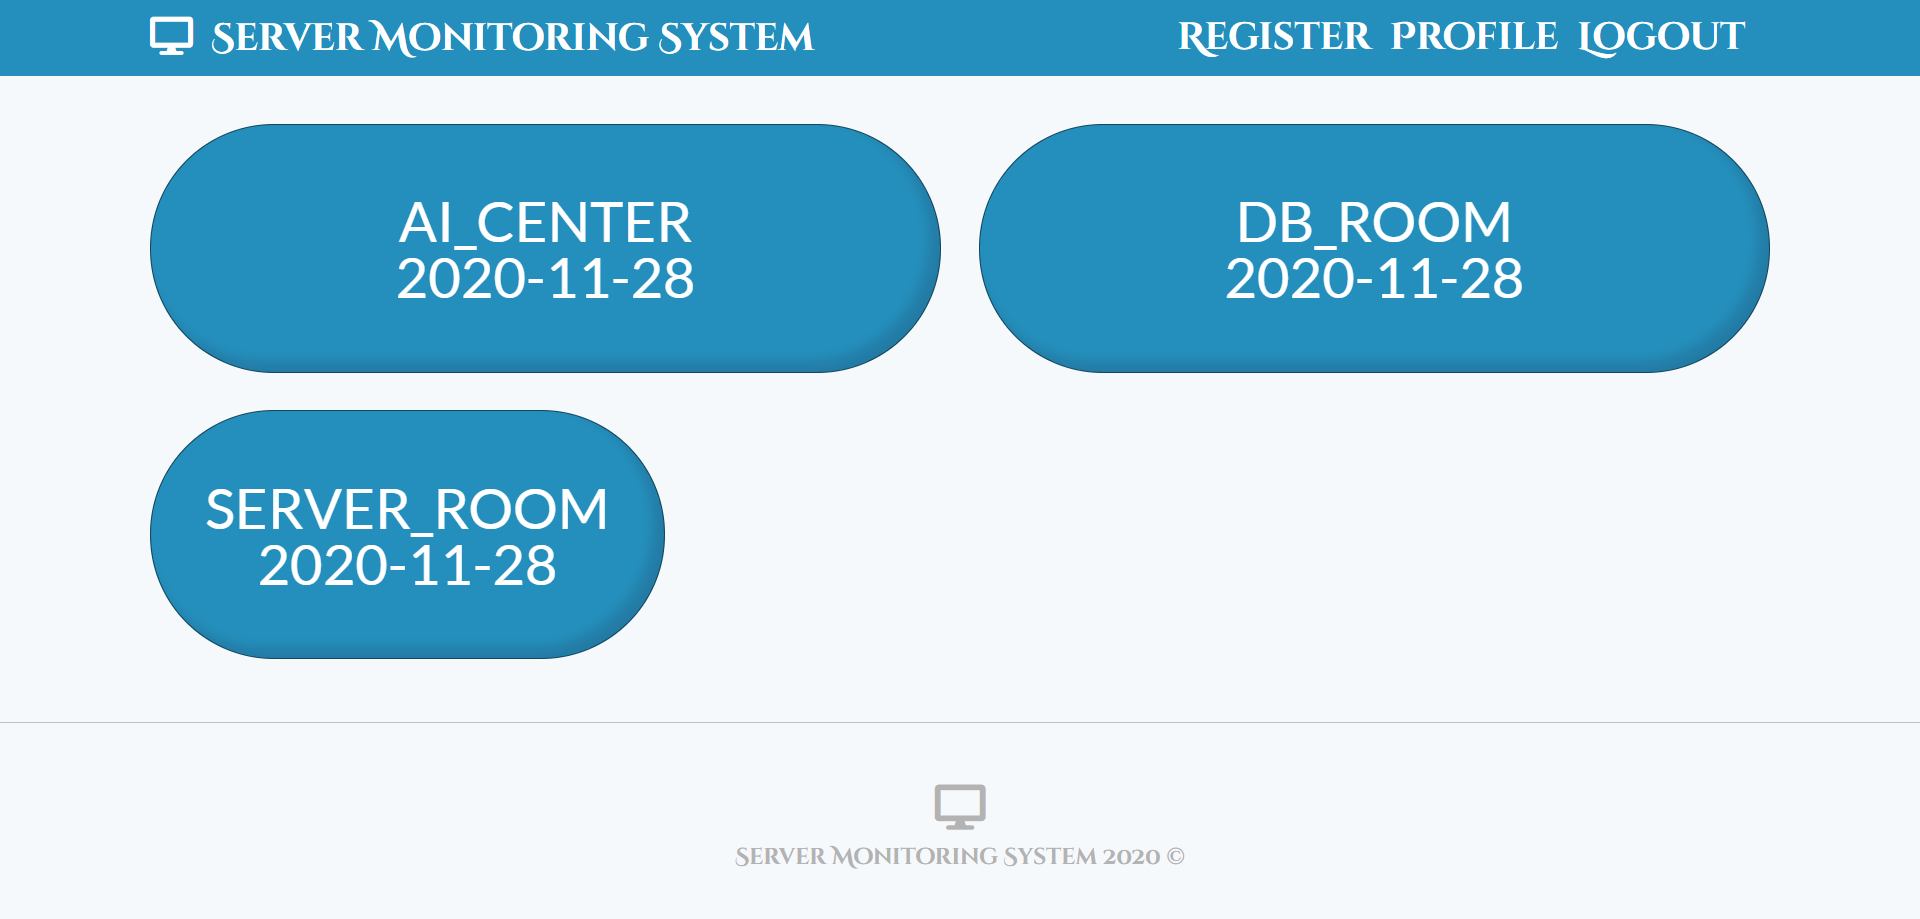 Server Monitoring System
Register Profile Logout
AI_CENTER
2020-11-28
DB_ROOM
2020-11-28
SERVER_ROOM
2020-11-28
Server Monitoring System 2020 ©